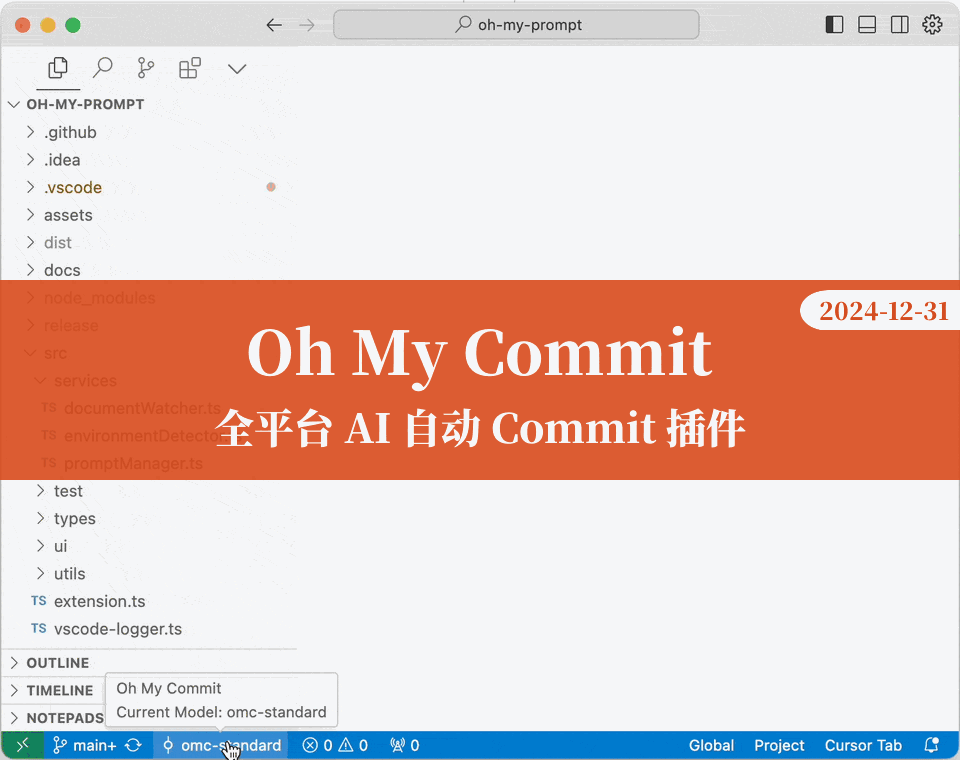 oh-my-prompt
OH-MY-PROMPT
.github
.idea
.vscode
assets
dist
docs
node_modules
release
src
services
TS documentWatcher.ts
TS environmentDetecto
TS promptManager.ts
2024-12-31
Oh My Commit
全平台 AI 自动 Commit 插件
test
types
ui
utils
TS extension.ts
TS vscode-logger.ts
OUTLINE
TIMELINE
NOTEPADS
Oh My Commit
Current Model: omc-standard
main+ omc-standard 0 0 0 Global Project Cursor Tab